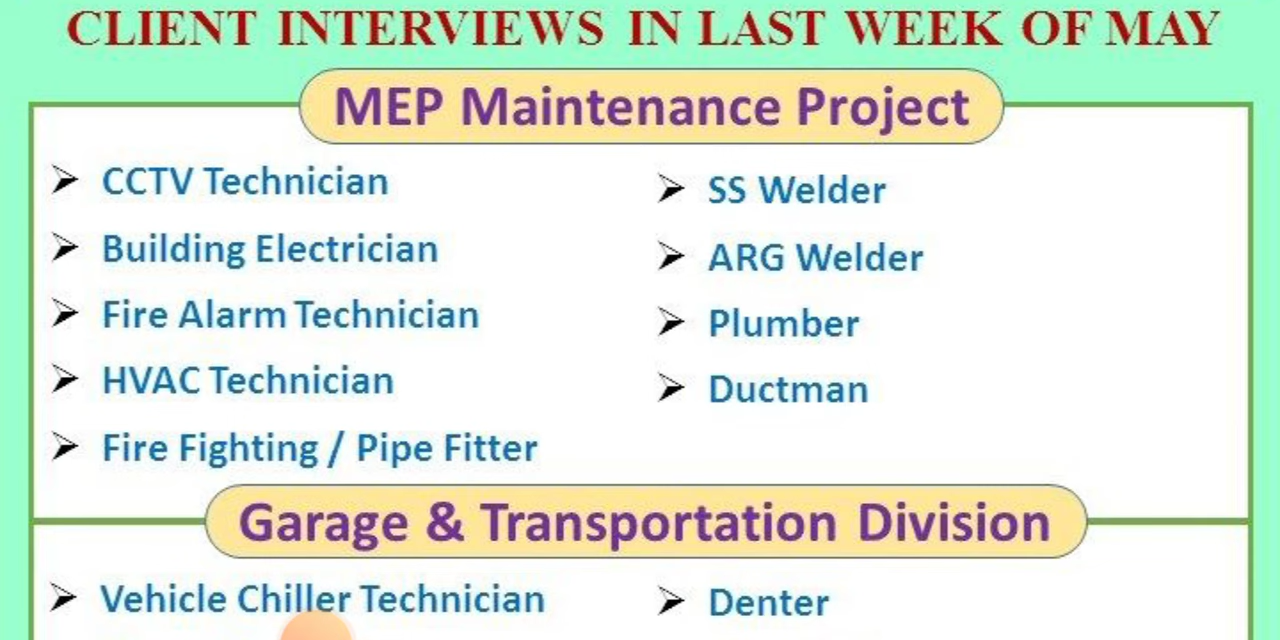 CLIENT INTERVIEWS IN LAST WEEK OF MAY
MEP Maintenance Project
CCTV Technician
Building Electrician
Fire Alarm Technician
HVAC Technician
Fire Fighting / Pipe Fitter
SS Welder
ARG Welder
Plumber
Ductman
Garage & Transportation Division
Vehicle Chiller Technician
Denter